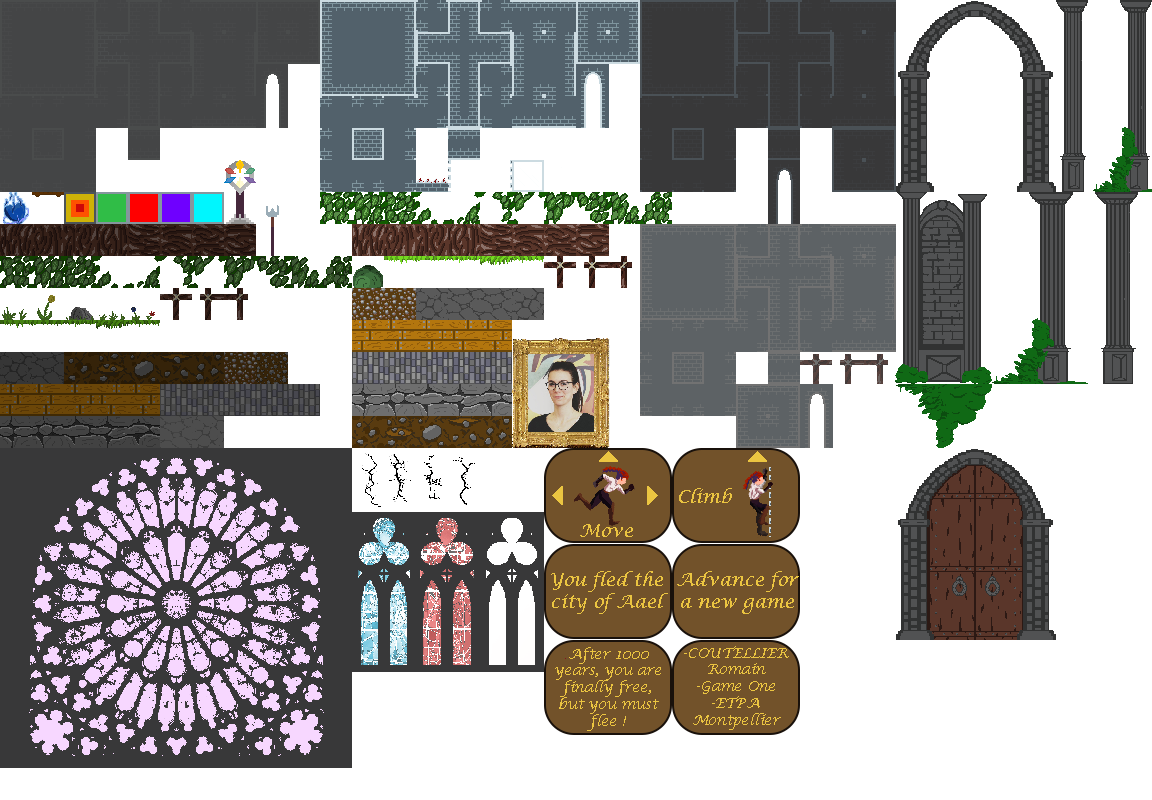 Move
Climb
You fled the
city of Aael
Advance for
a new game
After 1000
years, you are
finally free,
but you must
flee !
-COUTELLIER
Romain
-Game One
-ETPA
Montpellier